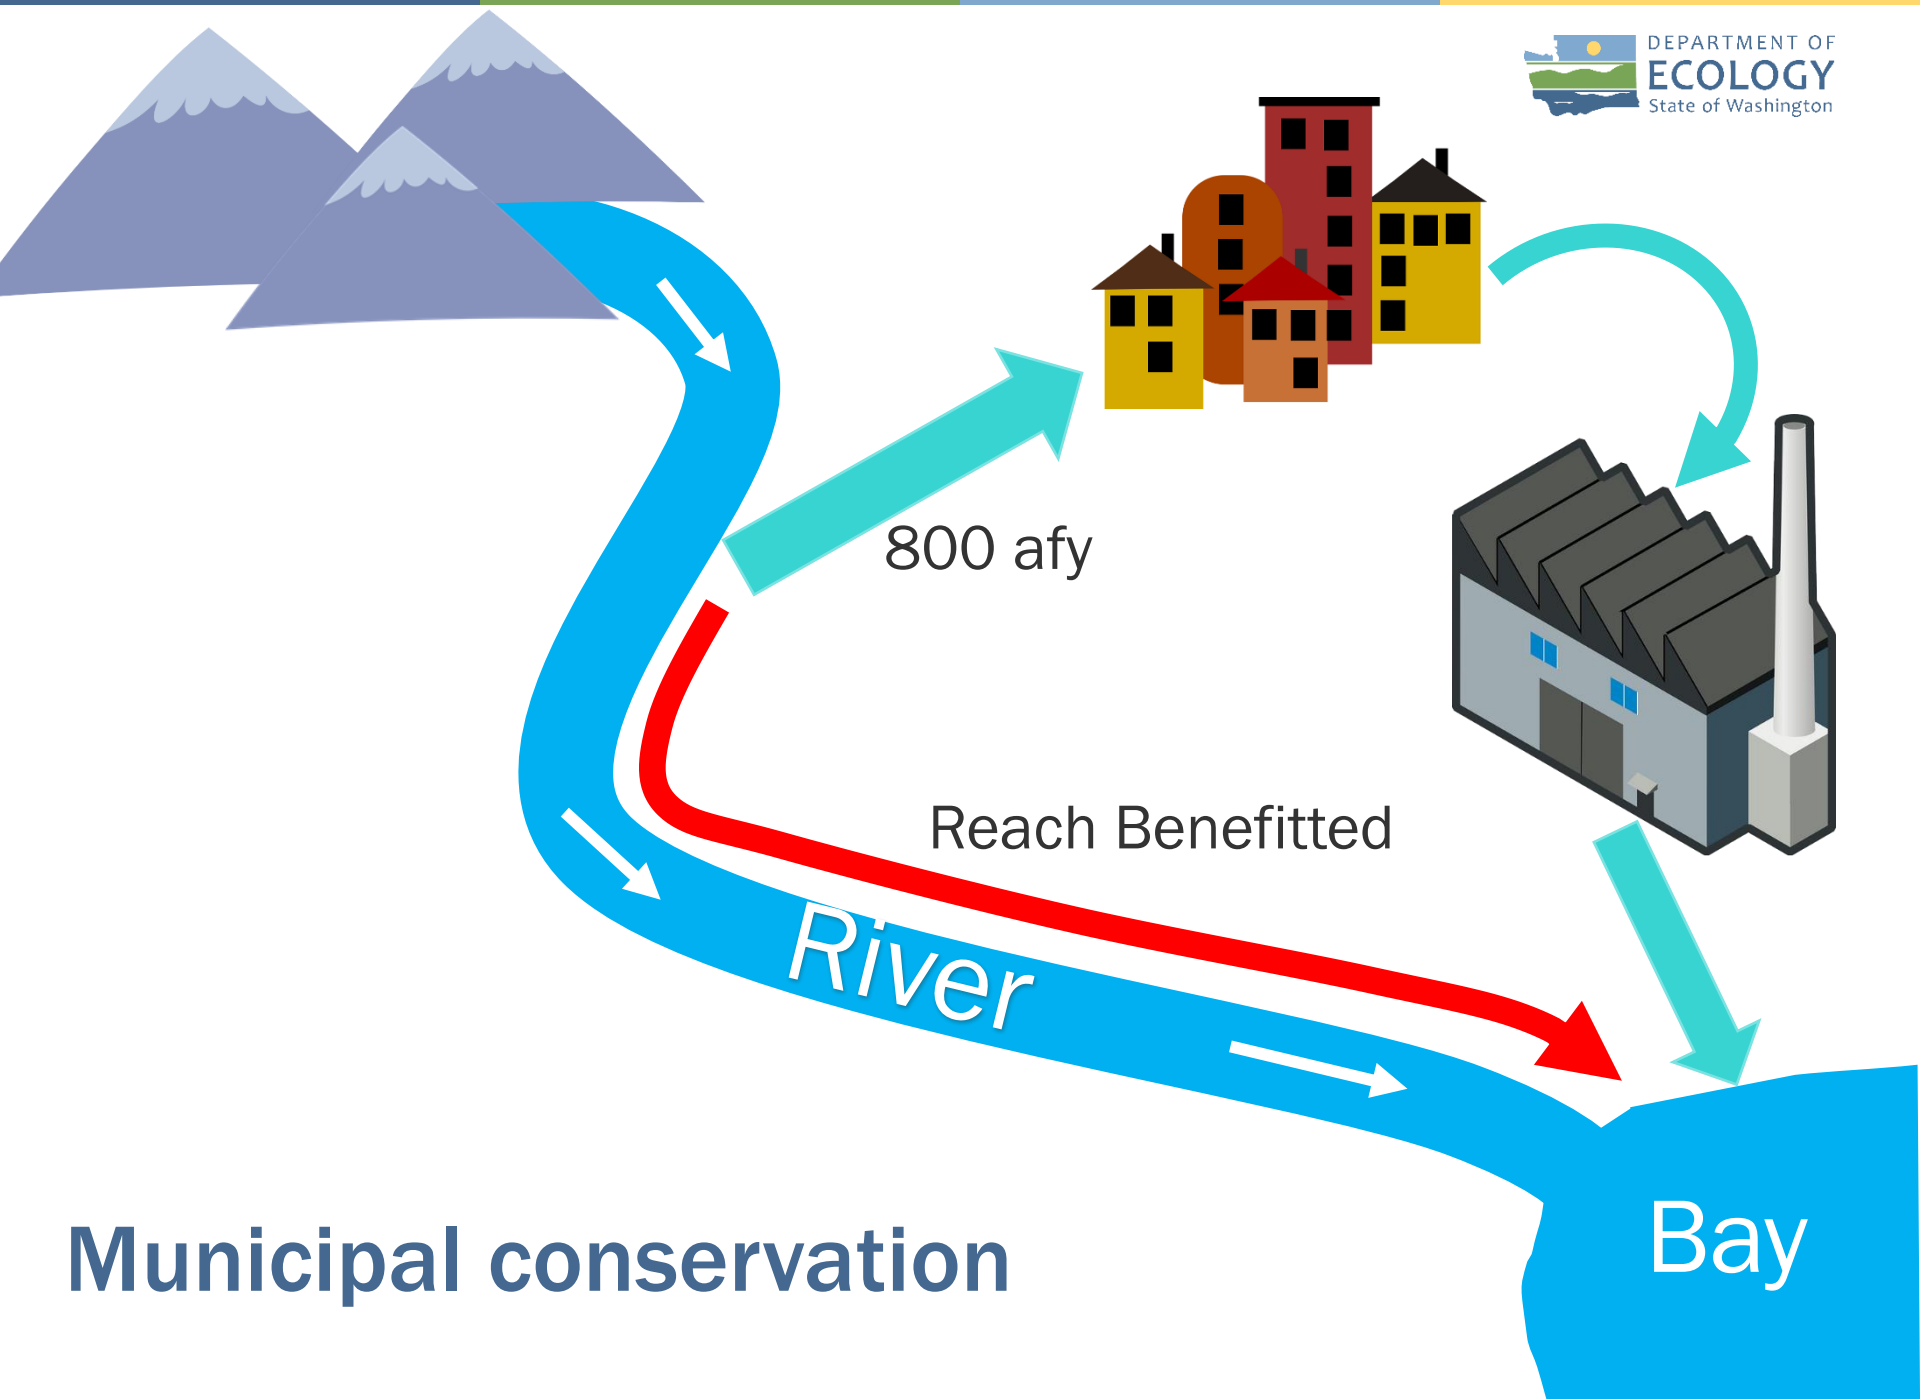 DEPARTMENT OF
ECOLOGY
State of Washington
800 afy
Reach Benefitted
River
Bay
Municipal conservation